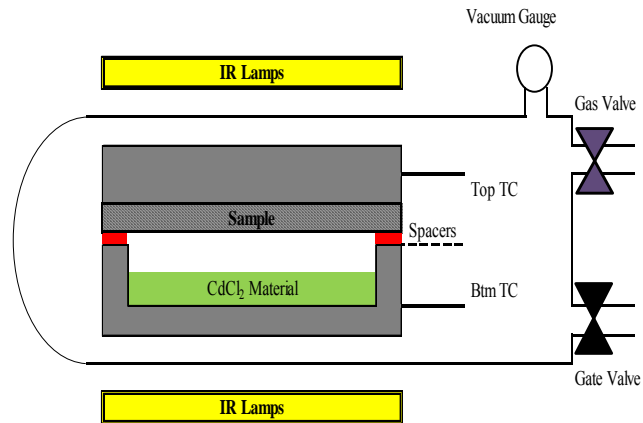 Vacuum Gauge
IR Lamps
Gas Valve
Top TC
Sample
Spacers
CdCl₂ Material
Btm TC
Gate Valve
IR Lamps